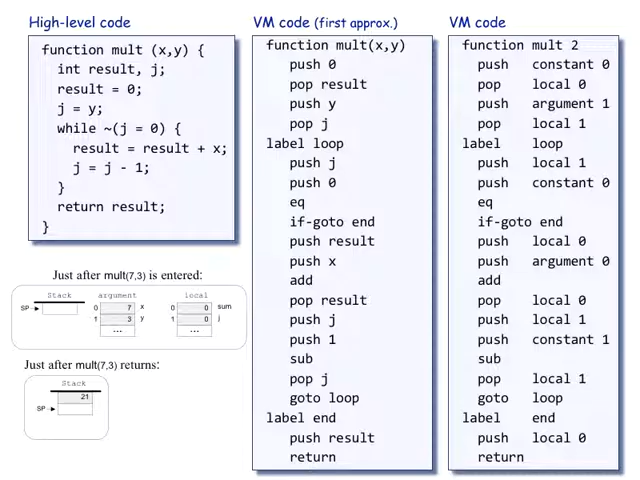 High-level code
function mult (x,y) {
int result, j;
result = 0;
j = y;
while ~(j = 0) {
result = result + x;
j = j - 1;
}
return result;
}
Just after mult(7,3) is entered:
Stack
SP
argument
0 7 x
1 3 y
...
local
0 0 sum
1 0 j
...
Just after mult(7,3) returns:
Stack
21
SP
VM code (first approx.)
function mult(x,y)
push 0
pop result
push y
pop j
label loop
push j
push 0
eq
if-goto end
push result
push x
add
pop result
push j
push 1
sub
pop j
goto loop
label end
push result
return
VM code
function mult 2
push constant 0
pop local 0
push argument 1
pop local 1
label loop
push local 1
push constant 0
eq
if-goto end
push local 0
push argument 0
add
pop local 0
push local 1
push constant 1
sub
pop local 1
goto loop
label end
push local 0
return